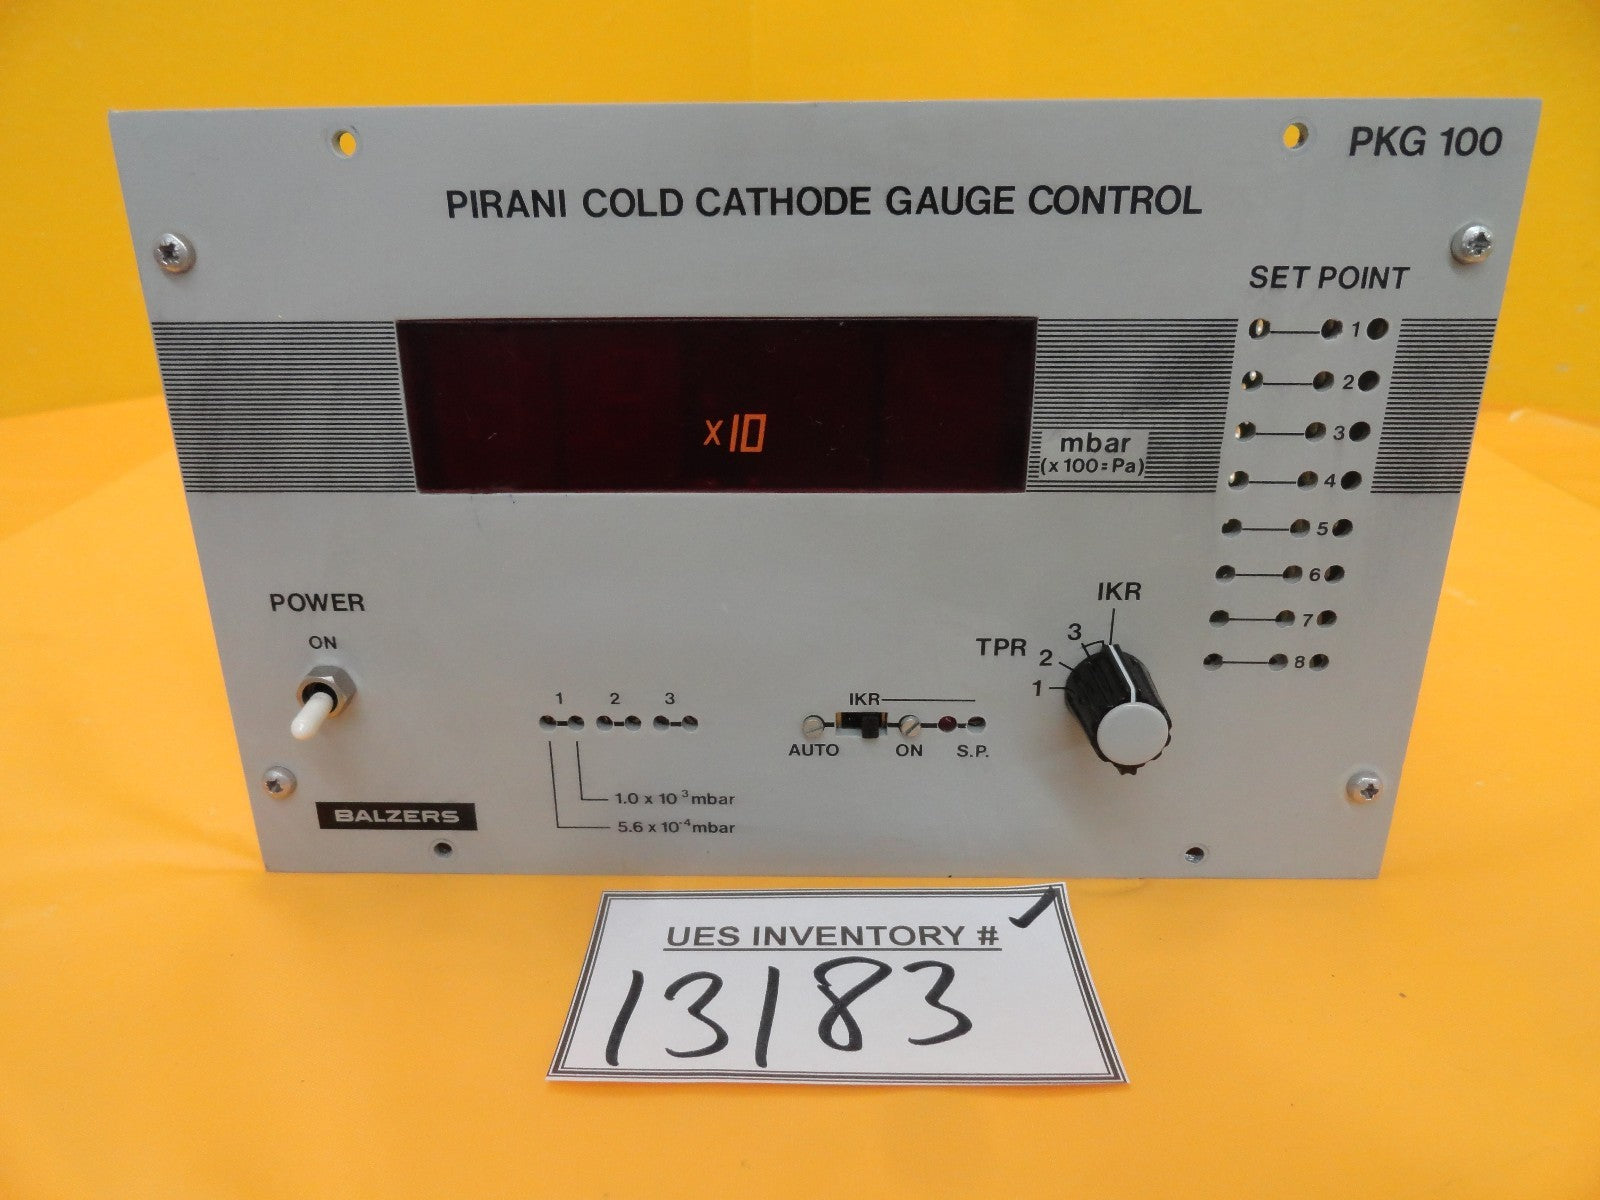 PKG 100
PIRANI COLD CATHODE GAUGE CONTROL
SET POINT
1
2
3
4
5
6
7
8
x10
mbar
(x 100=Pa)
POWER
ON
IKR
TPR
3
2
1
1 2 3
IKR
AUTO ON S.P.
1.0 x 10³ mbar
5.6 x 10⁻⁴ mbar
BALZERS
UES INVENTORY #
13183